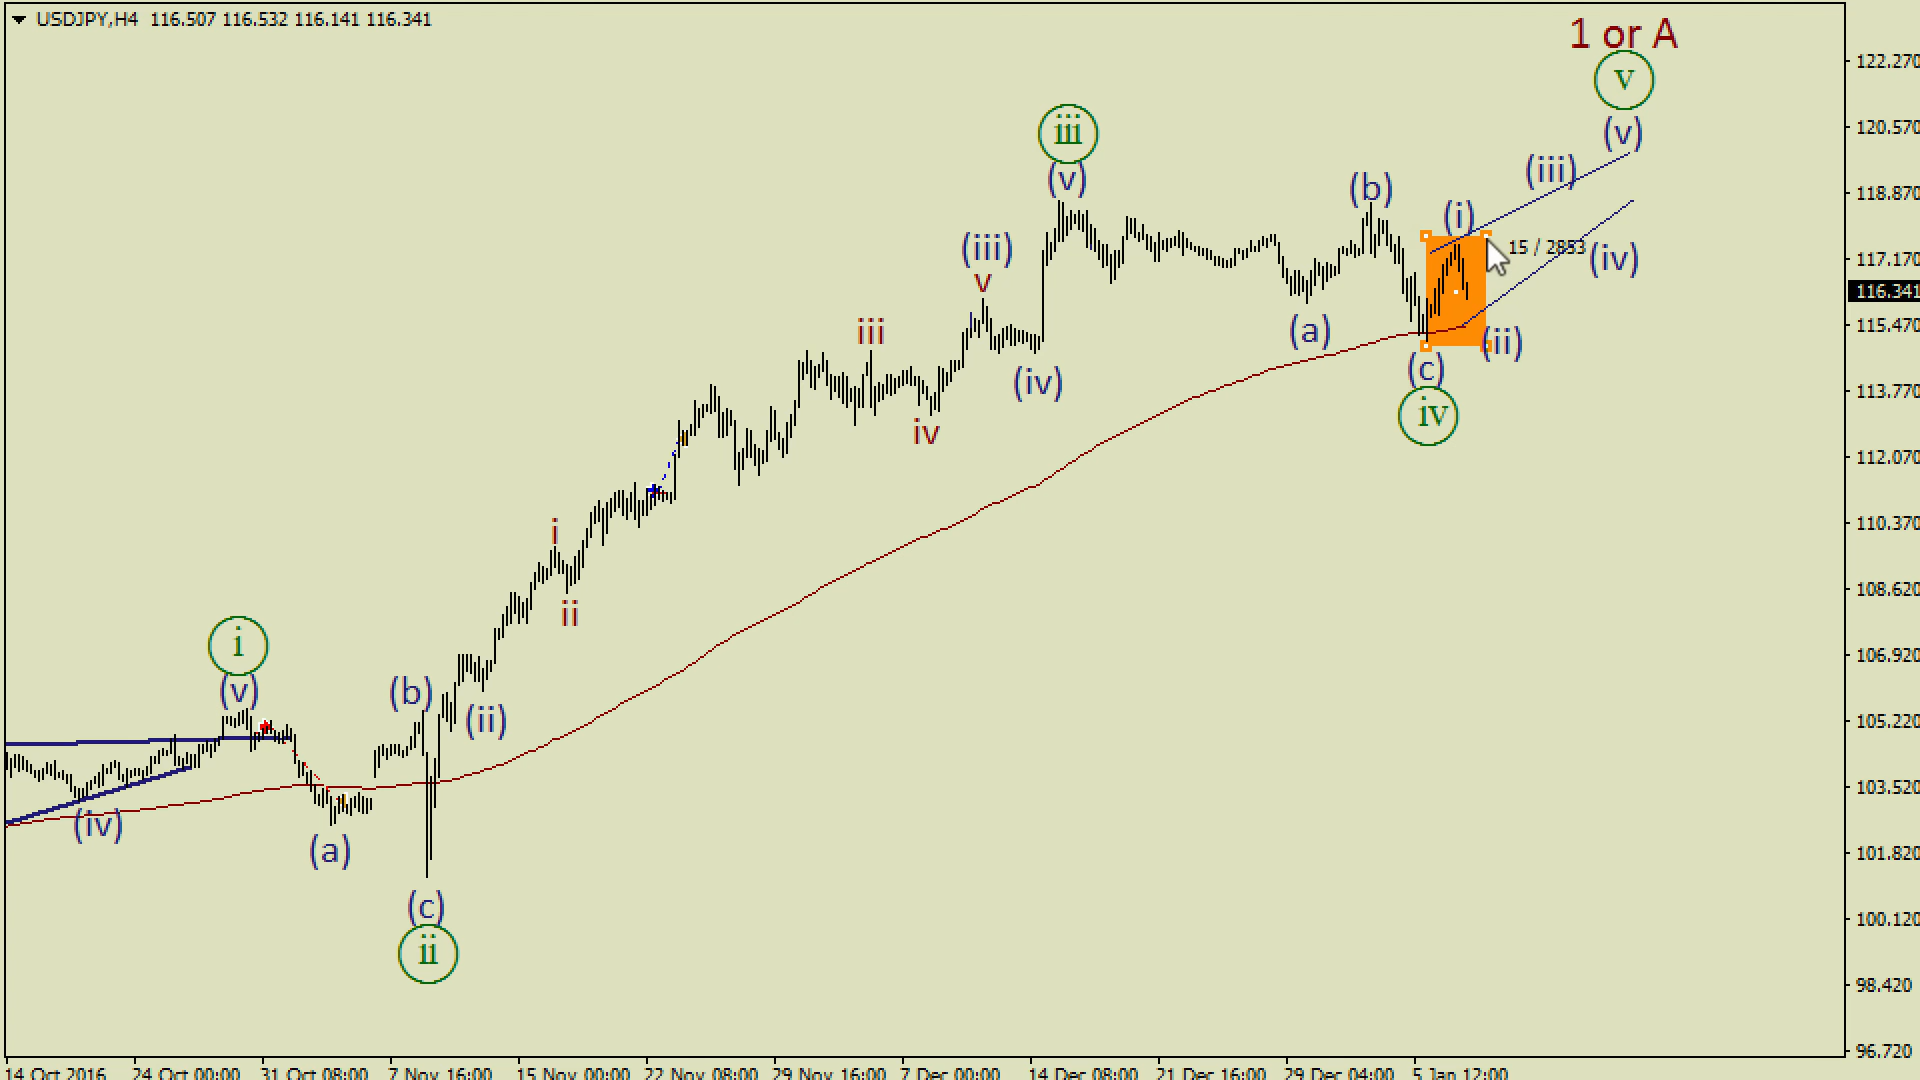 USDJPY,H4 116.507 116.532 116.141 116.341
1 or A
v
(v)
(iii)
iii
(v)
(b)
(i)
15 / 2853
(iii)
v
(iv)
iii
(a)
(ii)
(iv)
(c)
iv
iv
i
ii
i
(v)
(b)
(ii)
(iv)
(a)
(c)
ii
122.270
120.570
118.870
117.170
116.341
115.470
113.770
112.070
110.370
108.620
106.920
105.220
103.520
101.820
100.120
98.420
96.720
14 Oct 2016 24 Oct 00:00 31 Oct 08:00 7 Nov 16:00 15 Nov 00:00 22 Nov 08:00 29 Nov 16:00 7 Dec 00:00 14 Dec 08:00 21 Dec 16:00 29 Dec 04:00 5 Jan 12:00